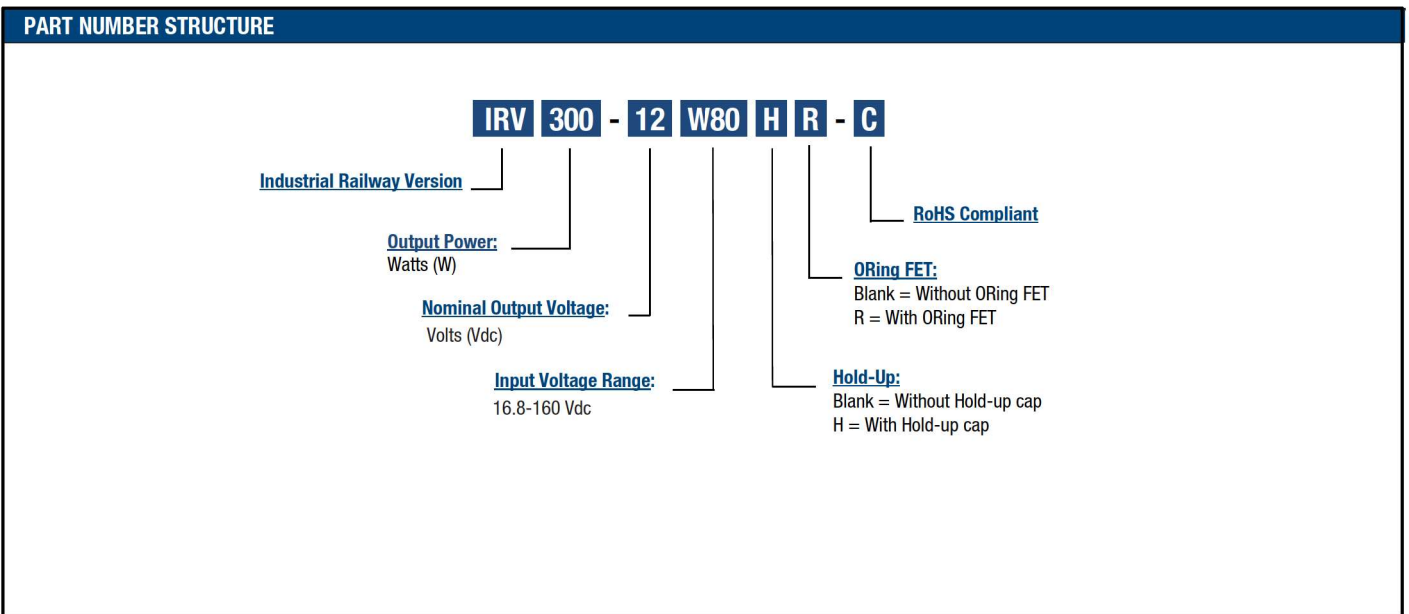 PART NUMBER STRUCTURE
IRV 300 - 12 W80 H R - C
Industrial Railway Version
RoHS Compliant
Output Power:
Watts (W)
ORing FET:
Blank = Without ORing FET
R = With ORing FET
Nominal Output Voltage:
Volts (Vdc)
Input Voltage Range:
16.8-160 Vdc
Hold-Up:
Blank = Without Hold-up cap
H = With Hold-up cap